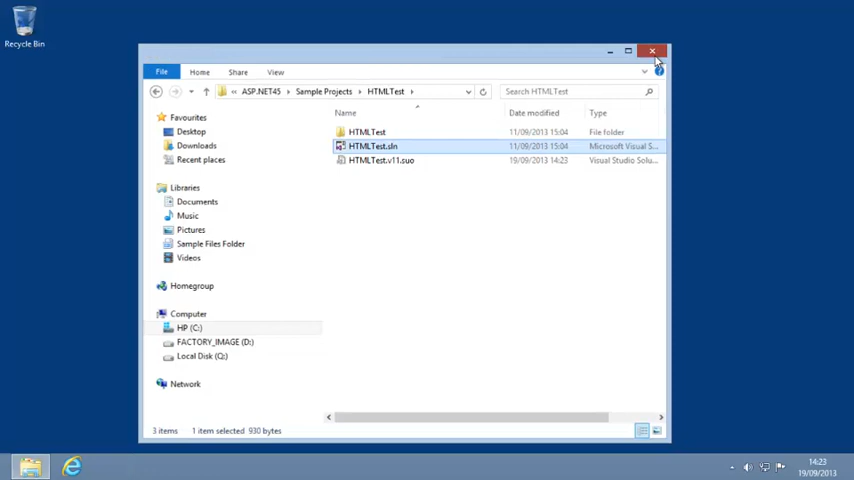 Recycle Bin
File Home Share View
« ASP.NET45 Sample Projects HTMLTest
Search HTMLTest
Name Date modified Type
HTMLTest 11/09/2013 15:04 File folder
HTMLTest.sln 11/09/2013 15:04 Microsoft Visual S...
HTMLTest.v11.suo 19/09/2013 14:23 Visual Studio Solu...
Favourites
Desktop
Downloads
Recent places
Libraries
Documents
Music
Pictures
Sample Files Folder
Videos
Homegroup
Computer
HP (C:)
FACTORY_IMAGE (D:)
Local Disk (Q:)
Network
3 items 1 item selected 930 bytes
14:23
19/09/2013